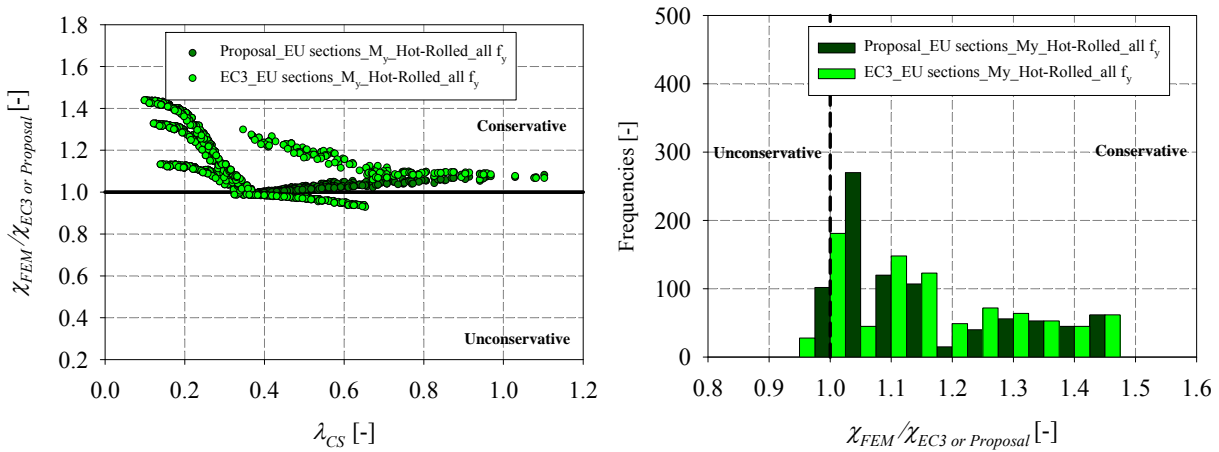 χ_FEM/χ_EC3 or Proposal [-]
1.8
1.6
1.4
1.2
1.0
0.8
0.6
0.4
0.2
Proposal_EU sections_M_y_Hot-Rolled_all f_y
EC3_EU sections_M_y_Hot-Rolled_all f_y
Conservative
Unconservative
0.0 0.2 0.4 0.6 0.8 1.0 1.2
λ_CS [-]
Frequencies [-]
500
400
300
200
100
0
Proposal_EU sections_My_Hot-Rolled_all f_y
EC3_EU sections_My_Hot-Rolled_all f_y
Unconservative
Conservative
0.8 0.9 1.0 1.1 1.2 1.3 1.4 1.5 1.6
χ_FEM/χ_EC3 or Proposal [-]